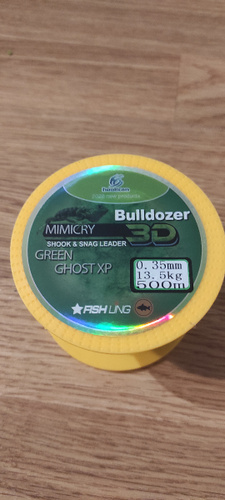 Bulldozer
MIMICRY 3D
SHOOK & SNAG LEADER
GREEN
GHOST XP
0.35mm
13.5kg
500m
FISH LING